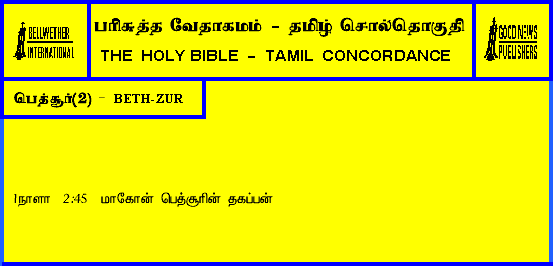 BELLWETHER
INTERNATIONAL
பரிசுத்த வேதாகமம் - தமிழ் சொல்தொகுதி
THE HOLY BIBLE - TAMIL CONCORDANCE
GOOD NEWS
PUBLISHERS
பெத்சூர்(2) - BETH-ZUR
1நாளா 2:45 மாகோன் பெத்சூரின் தகப்பன்